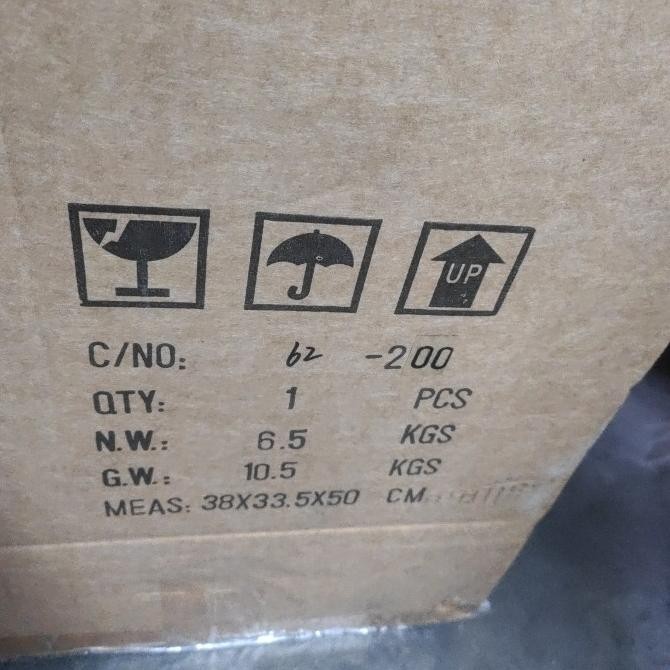 UP
C/NO: 62 -200
QTY: 1 PCS
N.W.: 6.5 KGS
G.W.: 10.5 KGS
MEAS: 38X33.5X50 CM